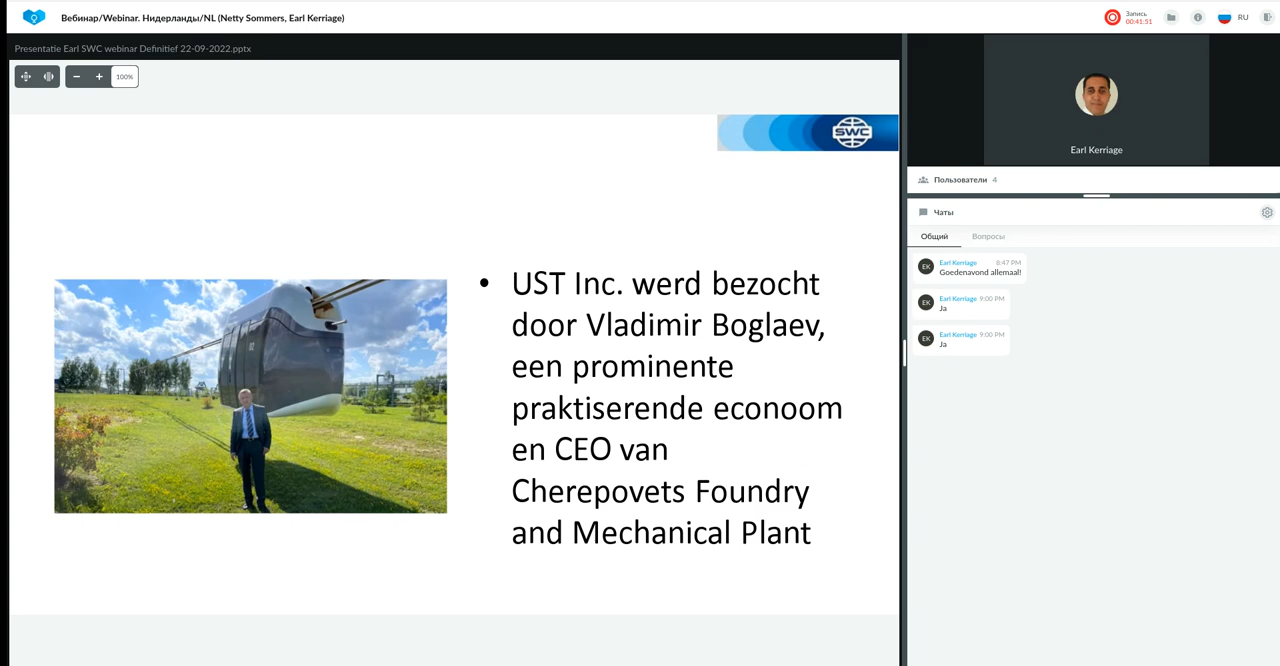 Вебинар/Webinar. Нидерланды/NL (Netty Sommers, Earl Kerriage)
Запись
00:41:51
RU
Presentatie Earl SWC webinar Definitief 22-09-2022.pptx
100%
SWC
• UST Inc. werd bezocht
door Vladimir Boglaev,
een prominente
praktiserende econoom
en CEO van
Cherepovets Foundry
and Mechanical Plant
Earl Kerriage
Пользователи 4
Чаты
Общий Вопросы
EK
Earl Kerriage 8:47 PM
Goedenavond allemaal!
EK
Earl Kerriage 9:00 PM
Ja
EK
Earl Kerriage 9:00 PM
Ja